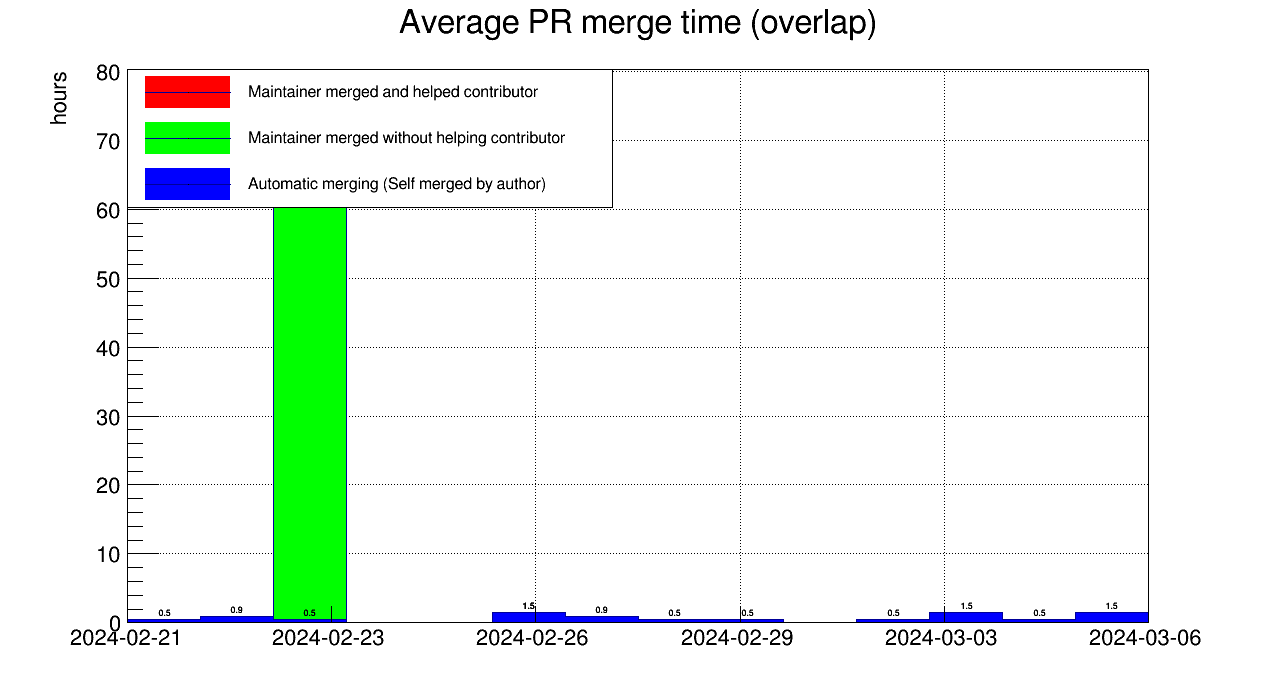 Average PR merge time (overlap)
hours
80
70
60
50
40
30
20
10
0
Maintainer merged and helped contributor
Maintainer merged without helping contributor
Automatic merging (Self merged by author)
0.5 0.9 0.5 1.5 0.9 0.5 0.5 0.5 1.5 0.5 1.5
2024-02-21 2024-02-23 2024-02-26 2024-02-29 2024-03-03 2024-03-06